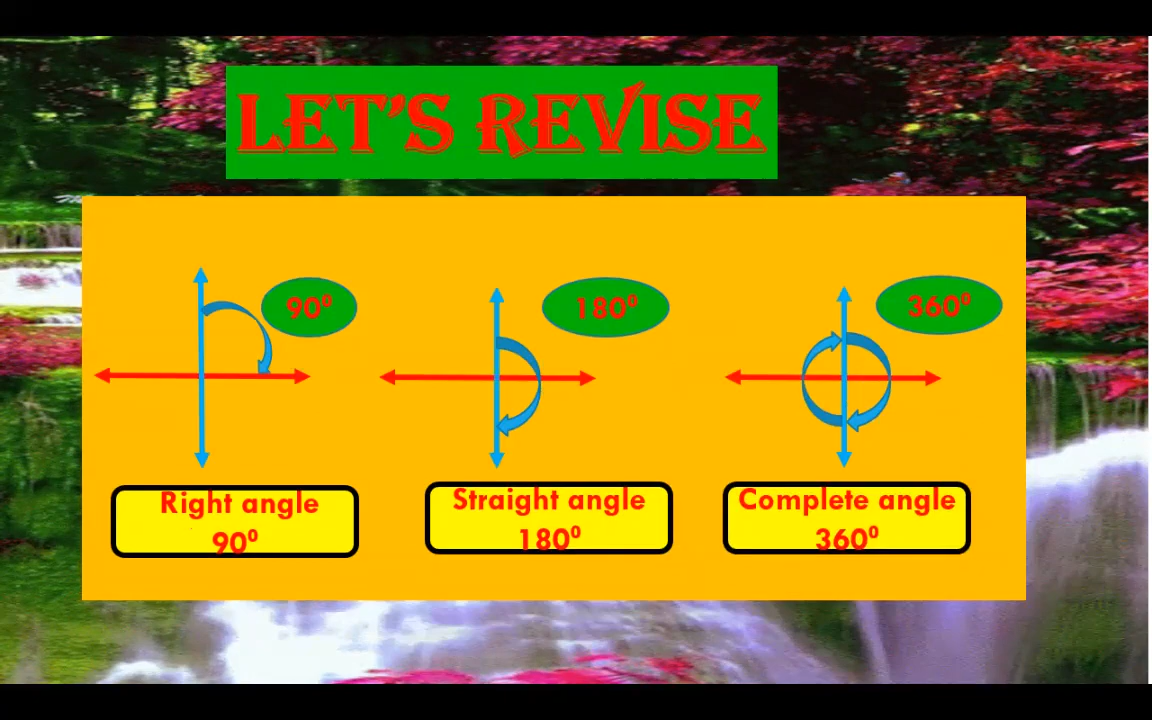 LET'S REVISE
90⁰
180⁰
360⁰
Right angle
90⁰
Straight angle
180⁰
Complete angle
360⁰